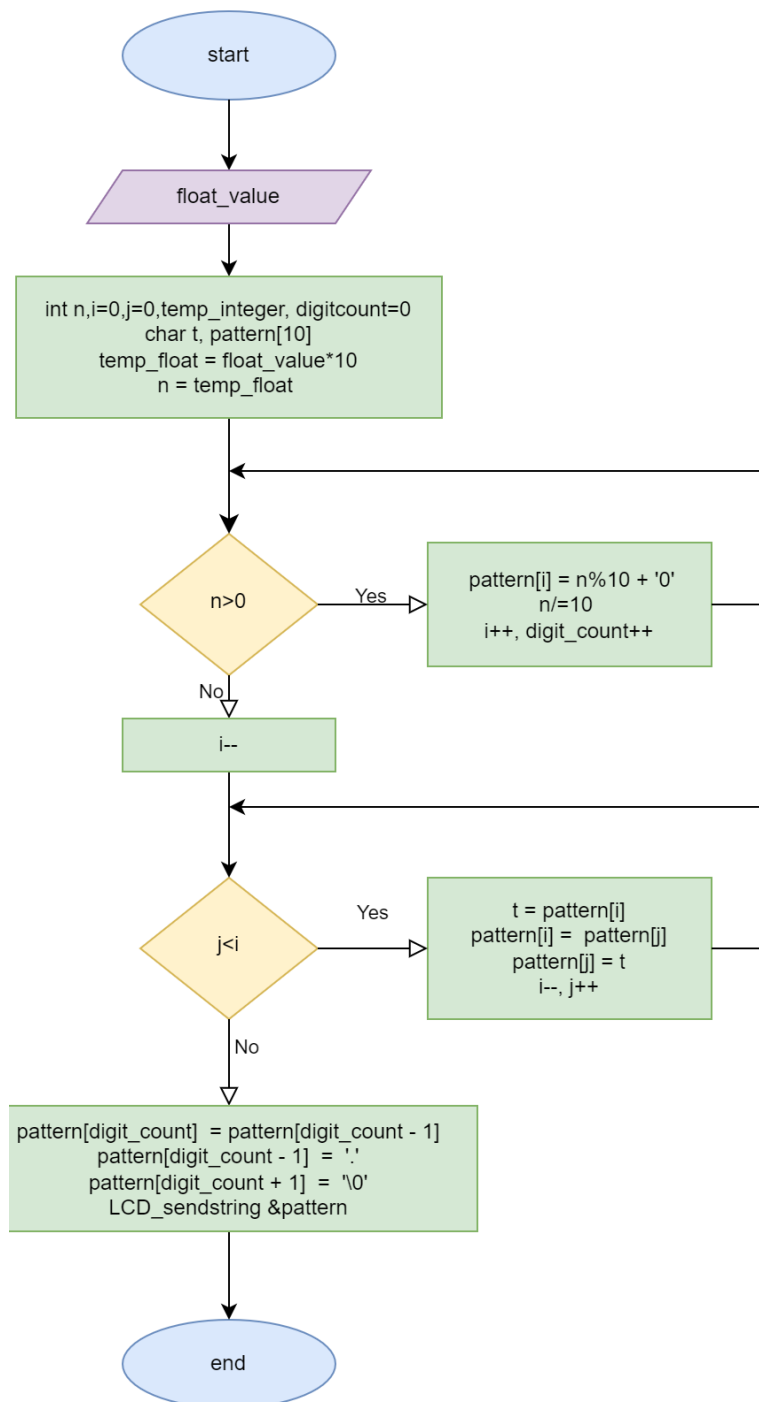 start
float_value
int n,i=0,j=0,temp_integer, digitcount=0
char t, pattern[10]
temp_float = float_value*10
n = temp_float
n>0
Yes
pattern[i] = n%10 + '0'
n/=10
i++, digit_count++
No
i--
j<i
Yes
t = pattern[i]
pattern[i] =  pattern[j]
pattern[j] = t
i--, j++
No
pattern[digit_count]  = pattern[digit_count - 1]
pattern[digit_count - 1]  =  '.'
pattern[digit_count + 1]  =  '\0'
LCD_sendstring &pattern
end